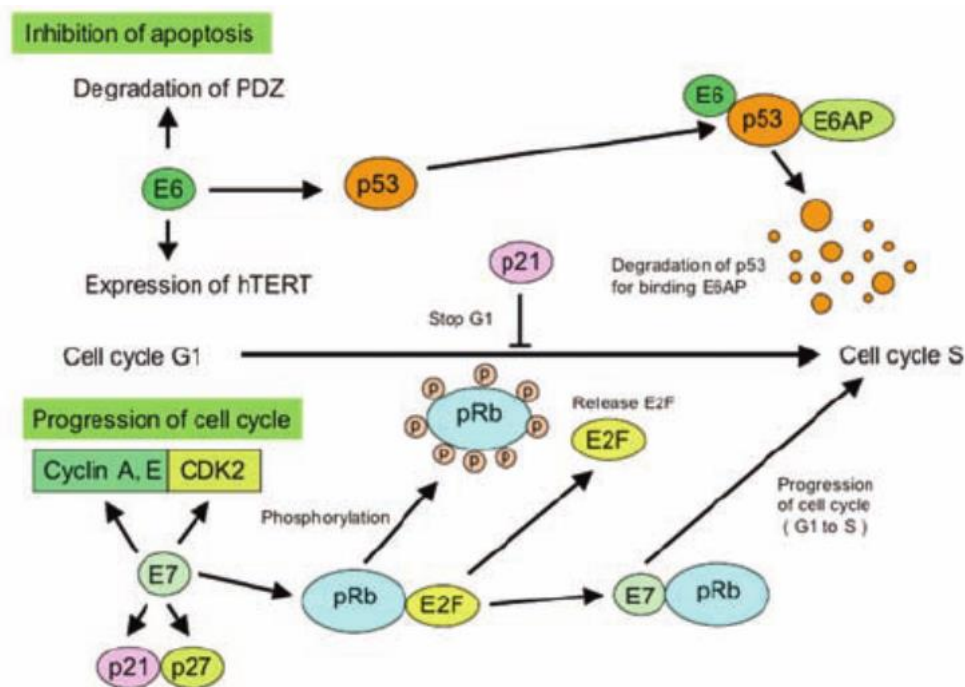 Inhibition of apoptosis
Degradation of PDZ
E6
p53
E6
p53
E6AP
Expression of hTERT
p21
Stop G1
Degradation of p53
for binding E6AP
Cell cycle G1
Cell cycle S
Progression of cell cycle
Cyclin A, E
CDK2
P
P
P
P
P
P
P
P
P
pRb
Release E2F
E2F
Phosphorylation
Progression
of cell cycle
( G1 to S )
E7
pRb
E2F
E7
pRb
p21
p27